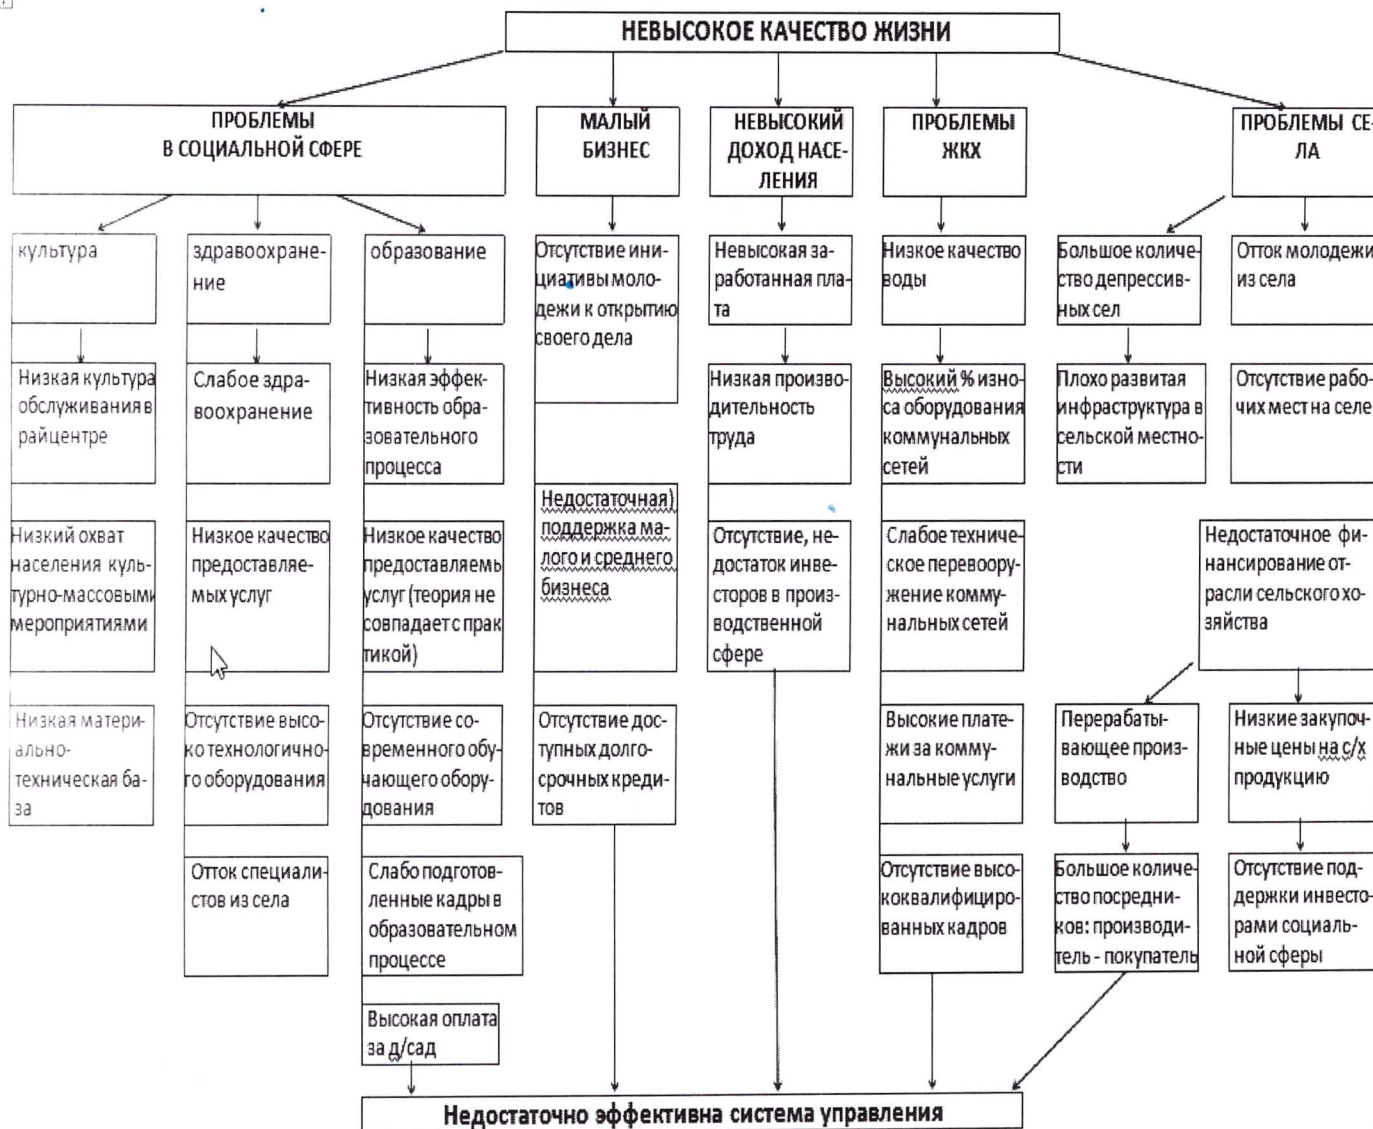 НЕВЫСОКОЕ КАЧЕСТВО ЖИЗНИ
ПРОБЛЕМЫ
В СОЦИАЛЬНОЙ СФЕРЕ
МАЛЫЙ
БИЗНЕС
НЕВЫСОКИЙ
ДОХОД НАСЕ-
ЛЕНИЯ
ПРОБЛЕМЫ
ЖКХ
ПРОБЛЕМЫ СЕ-
ЛА
культура
здравоохране-
ние
образование
Отсутствие ини-
циативы моло-
дежи к открытию
своего дела
Невысокая за-
работанная пла-
та
Низкое качество
воды
Большое количе-
ство депрессив-
ных сел
Отток молодежи
из села
Низкая культура
обслуживания в
райцентре
Слабое здра-
воохранение
Низкая эффек-
тивность обра-
зовательного
процесса
Низкая произво-
дительность
труда
Высокий % изно-
са оборудования
коммунальных
сетей
Плохо развитая
инфраструктура в
сельской местно-
сти
Отсутствие рабо-
чих мест на селе
Недостаточная)
поддержка ма-
лого и среднего
бизнеса
Низкий охват
населения куль-
турно-массовыми
мероприятиями
Низкое качество
предоставляе-
мых услуг
Низкое качество
предоставляемы
услуг (теория не
совпадает с прак
тикой)
Отсутствие, не-
достаток инве-
сторов в произ-
водственной
сфере
Слабое техниче-
ское перевоору-
жение комму-
нальных сетей
Недостаточное фи-
нансирование от-
расли сельского хо-
зяйства
Низкая матери-
ально-
техническая ба-
за
Отсутствие высо-
ко технологично-
го оборудования
Отсутствие со-
временного обу-
чающего обору-
дования
Отсутствие дос-
тупных долго-
срочных креди-
тов
Высокие плате-
жи за комму-
нальные услуги
Перерабаты-
вающее произ-
водство
Низкие закупоч-
ные цены на с/х
продукцию
Отток специали-
стов из села
Слабо подготов-
ленные кадры в
образовательном
процессе
Отсутствие высо-
коквалифициро-
ванных кадров
Большое количе-
ство посредни-
ков: производи-
тель - покупатель
Отсутствие под-
держки инвесто-
рами социаль-
ной сферы
Высокая оплата
за д/сад
Недостаточно эффективна система управления